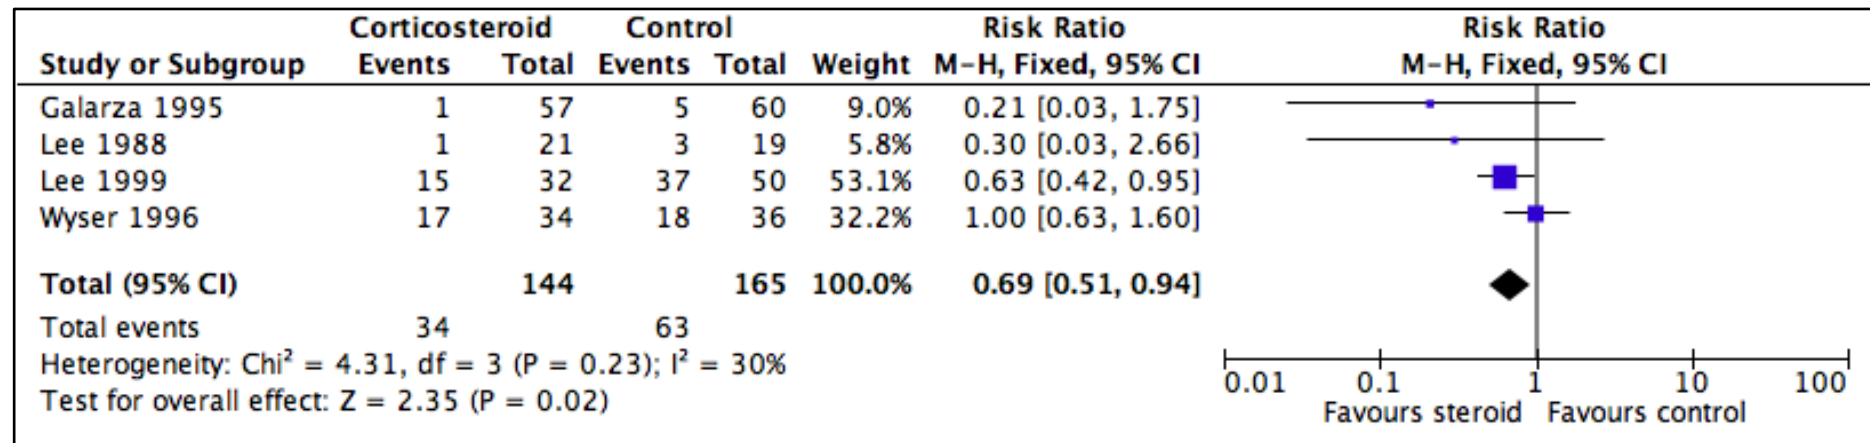 Corticosteroid Control Risk Ratio Risk Ratio
Study or Subgroup Events Total Events Total Weight M-H, Fixed, 95% CI M-H, Fixed, 95% CI
Galarza 1995 1 57 5 60 9.0% 0.21 [0.03, 1.75]
Lee 1988 1 21 3 19 5.8% 0.30 [0.03, 2.66]
Lee 1999 15 32 37 50 53.1% 0.63 [0.42, 0.95]
Wyser 1996 17 34 18 36 32.2% 1.00 [0.63, 1.60]
Total (95% CI) 144 165 100.0% 0.69 [0.51, 0.94]
Total events 34 63
Heterogeneity: Chi² = 4.31, df = 3 (P = 0.23); I² = 30%
Test for overall effect: Z = 2.35 (P = 0.02)
0.01 0.1 1 10 100
Favours steroid Favours control